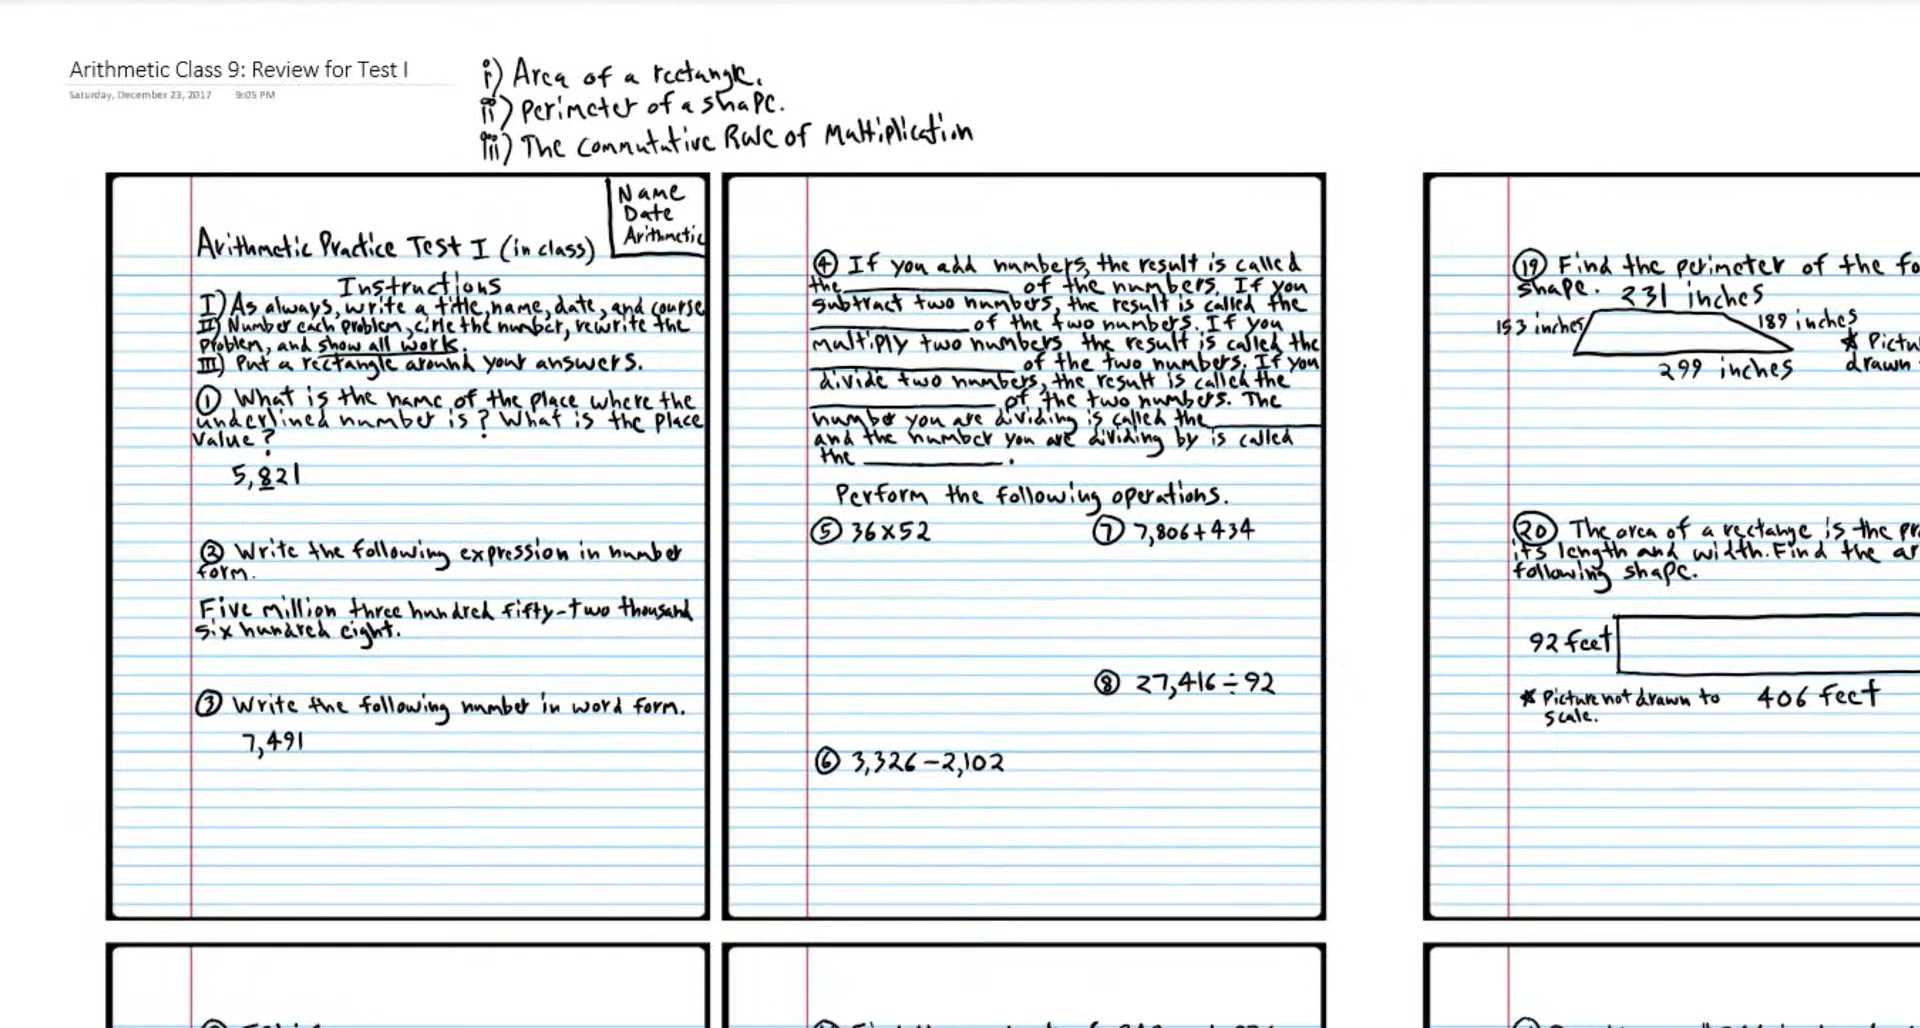 Arithmetic Class 9: Review for Test I
Saturday, December 23, 2017 9:05 PM
i) Area of a rectangle.
ii) Perimeter of a shape.
iii) The Commutative Rule of Multiplication
Name
Date
Arithmetic
Arithmetic Practice Test I (in class)
Instructions
I) As always, write a title, name, date, and course
II) Number each problem, circle the number, rewrite the
problem, and show all work.
III) Put a rectangle around your answers.
① What is the name of the place where the
underlined number is? What is the place
value?
5,821
② Write the following expression in number
form.
Five million three hundred fifty-two thousand
six hundred eight.
③ Write the following number in word form.
7,491
④ If you add numbers, the result is called
the __________ of the numbers. If you
subtract two numbers, the result is called the
__________ of the two numbers. If you
multiply two numbers the result is called the
__________ of the two numbers. If you
divide two numbers, the result is called the
__________ of the two numbers. The
number you are dividing is called the __________
and the number you are dividing by is called
the __________.
Perform the following operations.
⑤ 36×52
⑦ 7,806+434
⑧ 27,416÷92
⑥ 3,326-2,102
⑲ Find the perimeter of the fo
shape.
231 inches
153 inches
189 inches
* Pictu
drawn
299 inches
⑳ The area of a rectange is the pr
its length and width. Find the ar
following shape.
92 feet
* Picture not drawn to
scale.
406 feet